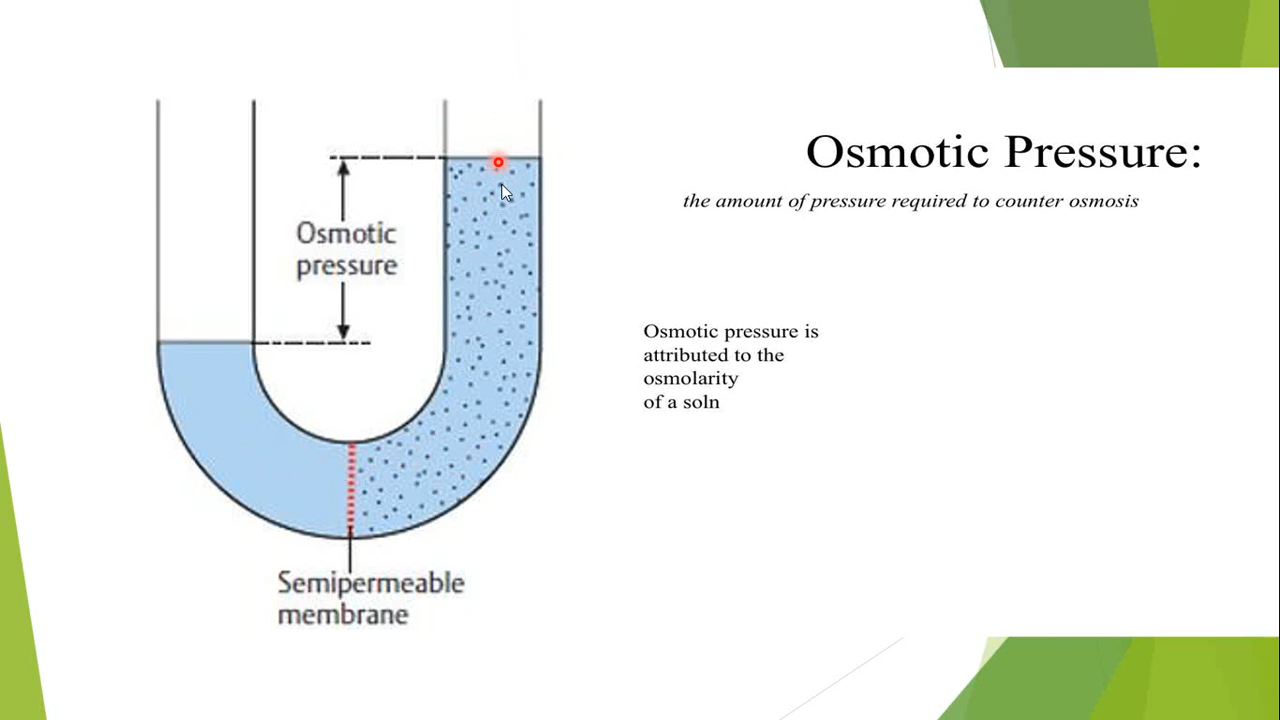 Osmotic Pressure:
the amount of pressure required to counter osmosis
Osmotic
pressure
Osmotic pressure is
attributed to the
osmolarity
of a soln
Semipermeable
membrane